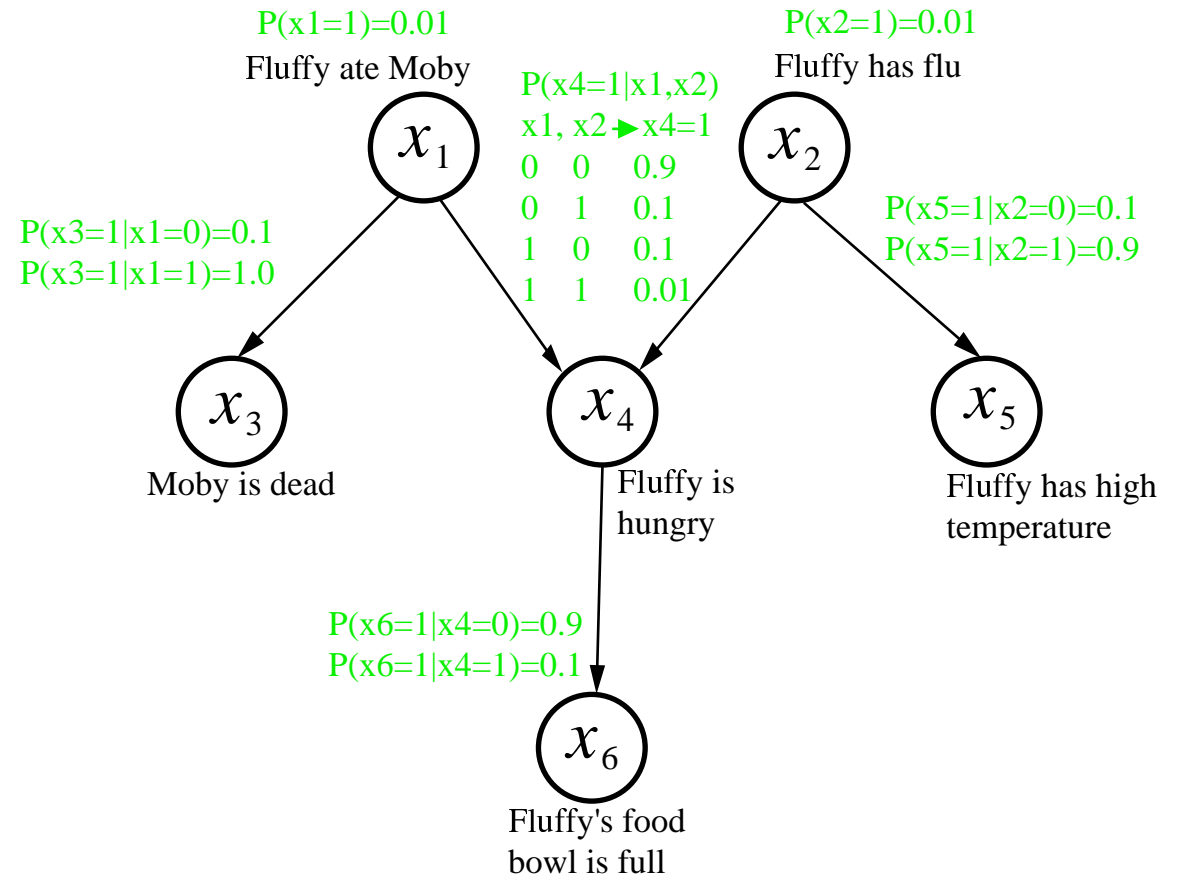 P(x1=1)=0.01
Fluffy ate Moby
P(x2=1)=0.01
Fluffy has flu
P(x4=1|x1,x2)
x1, x2 → x4=1
0 0 0.9
0 1 0.1
1 0 0.1
1 1 0.01
x₁
x₂
P(x3=1|x1=0)=0.1
P(x3=1|x1=1)=1.0
P(x5=1|x2=0)=0.1
P(x5=1|x2=1)=0.9
x₃
x₄
x₅
Moby is dead
Fluffy is
hungry
Fluffy has high
temperature
P(x6=1|x4=0)=0.9
P(x6=1|x4=1)=0.1
x₆
Fluffy's food
bowl is full